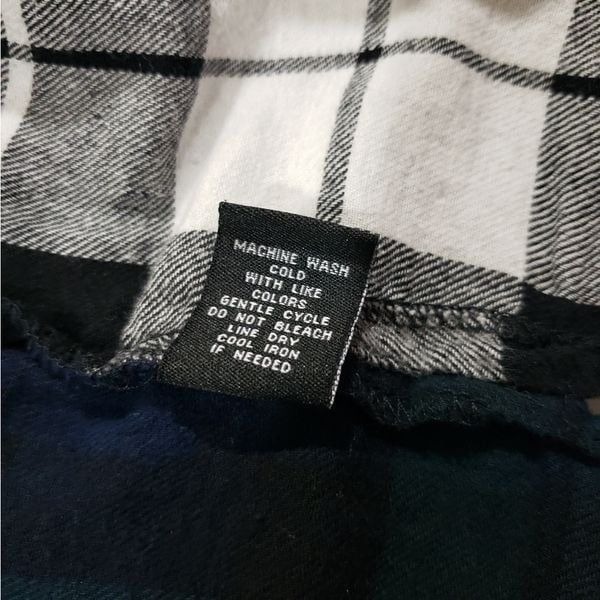 MACHINE WASH
COLD
WITH LIKE
COLORS
GENTLE CYCLE
DO NOT BLEACH
LINE DRY
COOL IRON
IF NEEDED